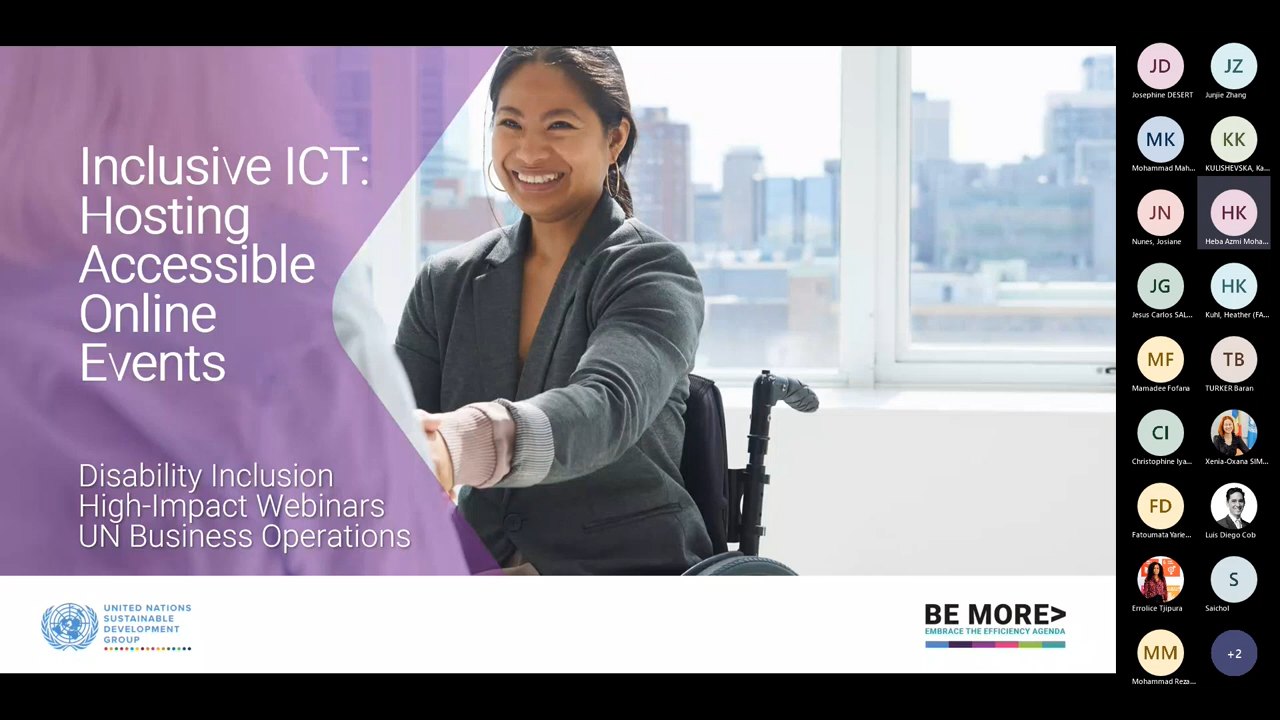 Inclusive ICT:
Hosting
Accessible
Online
Events
Disability Inclusion
High-Impact Webinars
UN Business Operations
UNITED NATIONS
SUSTAINABLE
DEVELOPMENT
GROUP
BE MORE>
EMBRACE THE EFFICIENCY AGENDA
JD
JZ
Josephine DESERT
Junjie Zhang
MK
KK
Mohammad Mah...
KULISHEVSKA, Ka...
JN
HK
Nunes, Josiane
Heba Azmi Moha...
JG
HK
Jesus Carlos SAL...
Kuhl, Heather (FA...
MF
TB
Mamadee Fofana
TURKER Baran
CI
Christophine Iya...
Xenia-Oxana SIM...
FD
Fatoumata Yarie...
Luis Diego Cob
S
Errolice Tjipura
Saichol
MM
+2
Mohammad Reza...